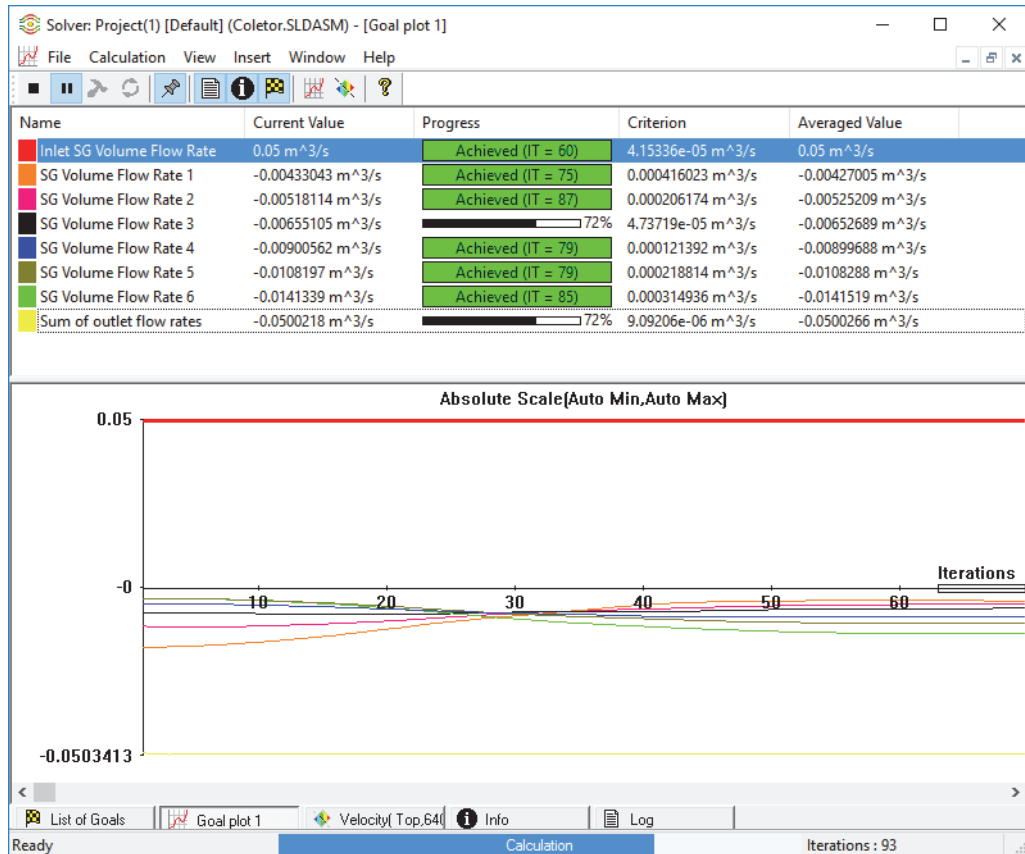 Solver: Project(1) [Default] (Coletor.SLDASM) - [Goal plot 1]
File Calculation View Insert Window Help
Name Current Value Progress Criterion Averaged Value
Inlet SG Volume Flow Rate 0.05 m^3/s Achieved (IT = 60) 4.15336e-05 m^3/s 0.05 m^3/s
SG Volume Flow Rate 1 -0.00433043 m^3/s Achieved (IT = 75) 0.000416023 m^3/s -0.00427005 m^3/s
SG Volume Flow Rate 2 -0.00518114 m^3/s Achieved (IT = 87) 0.000206174 m^3/s -0.00525209 m^3/s
SG Volume Flow Rate 3 -0.00655105 m^3/s 72% 4.73719e-05 m^3/s -0.00652689 m^3/s
SG Volume Flow Rate 4 -0.00900562 m^3/s Achieved (IT = 79) 0.000121392 m^3/s -0.00899688 m^3/s
SG Volume Flow Rate 5 -0.0108197 m^3/s Achieved (IT = 79) 0.000218814 m^3/s -0.0108288 m^3/s
SG Volume Flow Rate 6 -0.0141339 m^3/s Achieved (IT = 85) 0.000314936 m^3/s -0.0141519 m^3/s
Sum of outlet flow rates -0.0500218 m^3/s 72% 9.09206e-06 m^3/s -0.0500266 m^3/s
Absolute Scale(Auto Min,Auto Max)
0.05
Iterations
-0
10 20 30 40 50 60
-0.0503413
List of Goals Goal plot 1 Velocity( Top,640 Info Log
Ready Calculation Iterations : 93